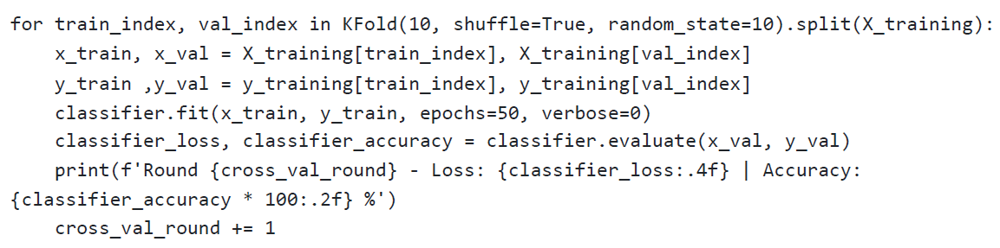 for train_index, val_index in KFold(10, shuffle=True, random_state=10).split(X_training):
    x_train, x_val = X_training[train_index], X_training[val_index]
    y_train ,y_val = y_training[train_index], y_training[val_index]
    classifier.fit(x_train, y_train, epochs=50, verbose=0)
    classifier_loss, classifier_accuracy = classifier.evaluate(x_val, y_val)
    print(f'Round {cross_val_round} - Loss: {classifier_loss:.4f} | Accuracy:
{classifier_accuracy * 100:.2f} %')
    cross_val_round += 1